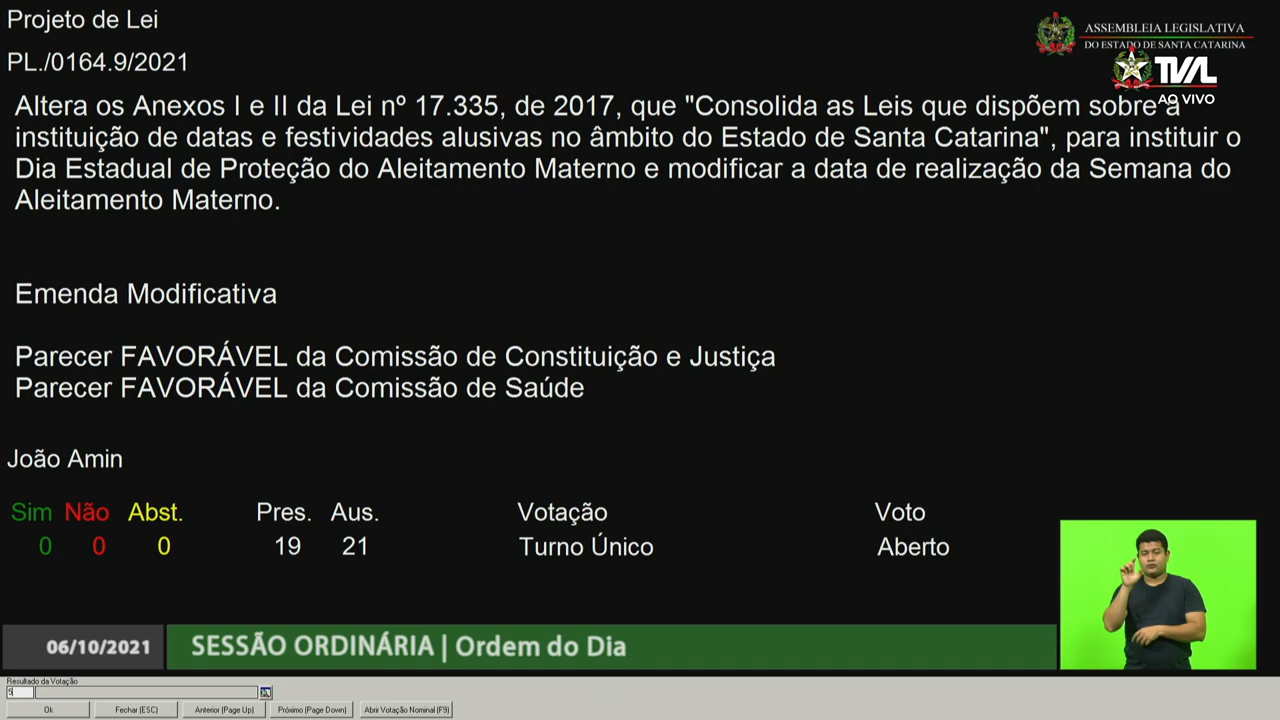 Projeto de Lei
ASSEMBLEIA LEGISLATIVA
DO ESTADO DE SANTA CATARINA
PL./0164.9/2021
TVAL
AO VIVO
Altera os Anexos I e II da Lei nº 17.335, de 2017, que "Consolida as Leis que dispõem sobre a
instituição de datas e festividades alusivas no âmbito do Estado de Santa Catarina", para instituir o
Dia Estadual de Proteção do Aleitamento Materno e modificar a data de realização da Semana do
Aleitamento Materno.
Emenda Modificativa
Parecer FAVORÁVEL da Comissão de Constituição e Justiça
Parecer FAVORÁVEL da Comissão de Saúde
João Amin
Sim Não Abst. Pres. Aus. Votação Voto
0 0 0 19 21 Turno Único Aberto
06/10/2021 SESSÃO ORDINÁRIA | Ordem do Dia
Resultado da Votação
Ok Fechar (ESC) Anterior (Page Up) Próximo (Page Down) Abrir Votação Nominal (F9)